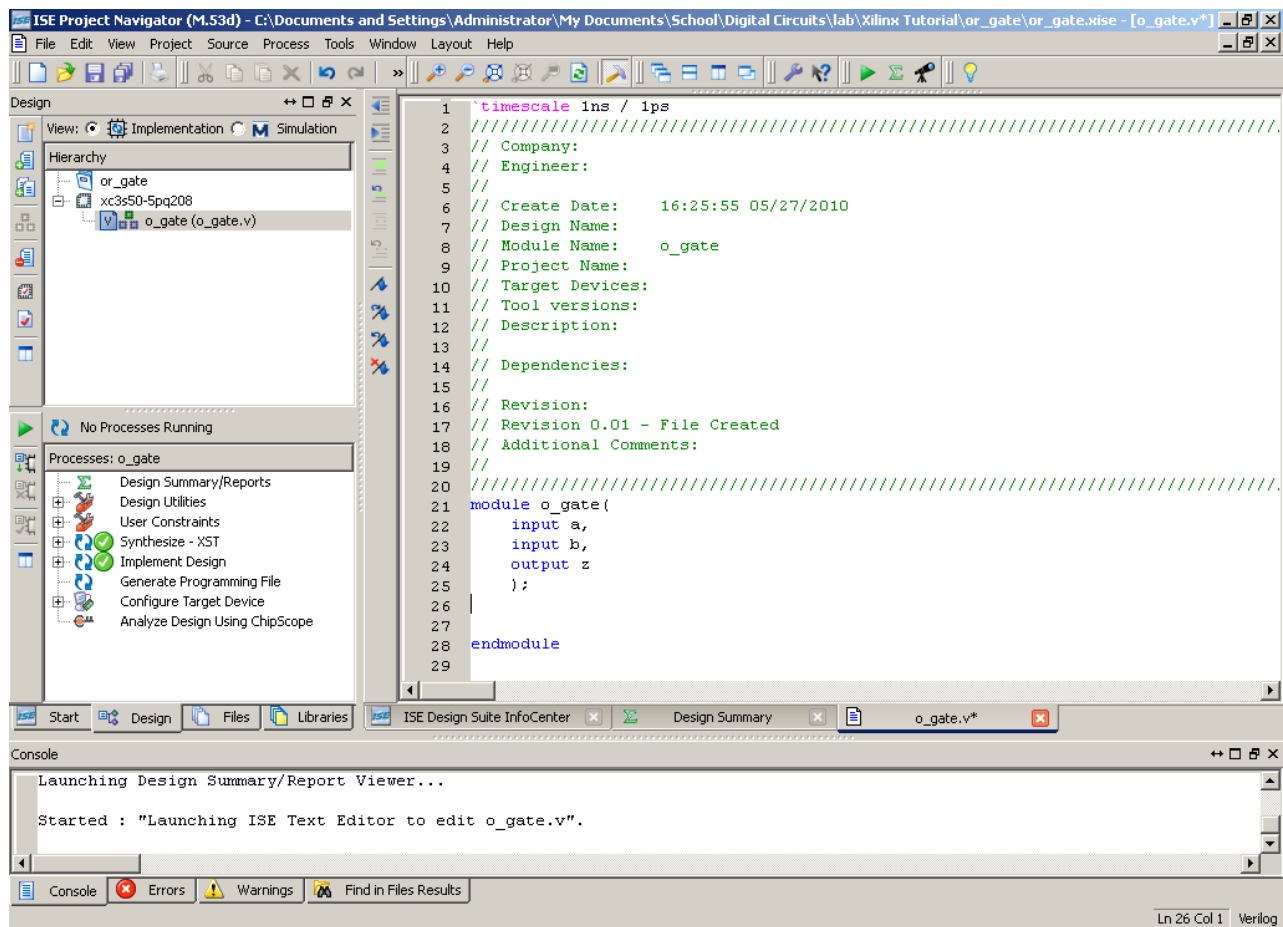 ISE Project Navigator (M.53d) - C:\Documents and Settings\Administrator\My Documents\School\Digital Circuits\lab\Xilinx Tutorial\or_gate\or_gate.xise - [o_gate.v*]
File Edit View Project Source Process Tools Window Layout Help
»
Design
View: Implementation Simulation
Hierarchy
or_gate
xc3s50-5pq208
o_gate (o_gate.v)
No Processes Running
Processes: o_gate
Design Summary/Reports
Design Utilities
User Constraints
Synthesize - XST
Implement Design
Generate Programming File
Configure Target Device
Analyze Design Using ChipScope
Start Design Files Libraries
1 `timescale 1ns / 1ps
2 ////////////////////////////////////////////////////////////////////////////////
3 // Company:
4 // Engineer:
5 //
6 // Create Date:    16:25:55 05/27/2010
7 // Design Name:
8 // Module Name:    o_gate
9 // Project Name:
10 // Target Devices:
11 // Tool versions:
12 // Description:
13 //
14 // Dependencies:
15 //
16 // Revision:
17 // Revision 0.01 - File Created
18 // Additional Comments:
19 //
20 ////////////////////////////////////////////////////////////////////////////////
21 module o_gate(
22     input a,
23     input b,
24     output z
25     );
26
27
28 endmodule
29
ISE Design Suite InfoCenter Design Summary o_gate.v*
Console
Launching Design Summary/Report Viewer...
Started : "Launching ISE Text Editor to edit o_gate.v".
Console Errors Warnings Find in Files Results
Ln 26 Col 1 Verilog